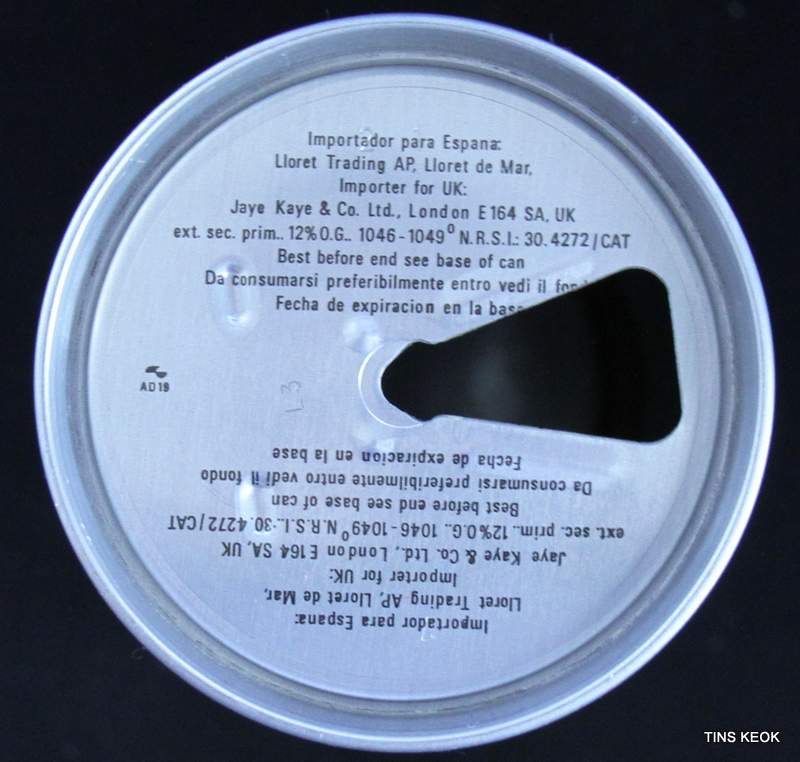 Importador para Espana:
Lloret Trading AP, Lloret de Mar,
Importer for UK:
Jaye Kaye & Co. Ltd., London E164 SA, UK
ext. sec. prim.. 12%O.G.. 1046-1049° N.R.S.I.: 30.4272/CAT
Best before end see base of can
Da consumarsi preferibilmente entro vedi il
Fecha de expiracion en la
AD19
L3
Fecha de expiracion en la base
Da consumarsi preferibilmente entro vedi il fondo
Best before end see base of can
ext. sec. prim.. 12%O.G.. 1046-1049° N.R.S.I.: 30.4272/CAT
Jaye Kaye & Co. Ltd., London E164 SA, UK
Importer for UK:
Lloret Trading AP, Lloret de Mar,
Importador para Espana:
TINS KEOK